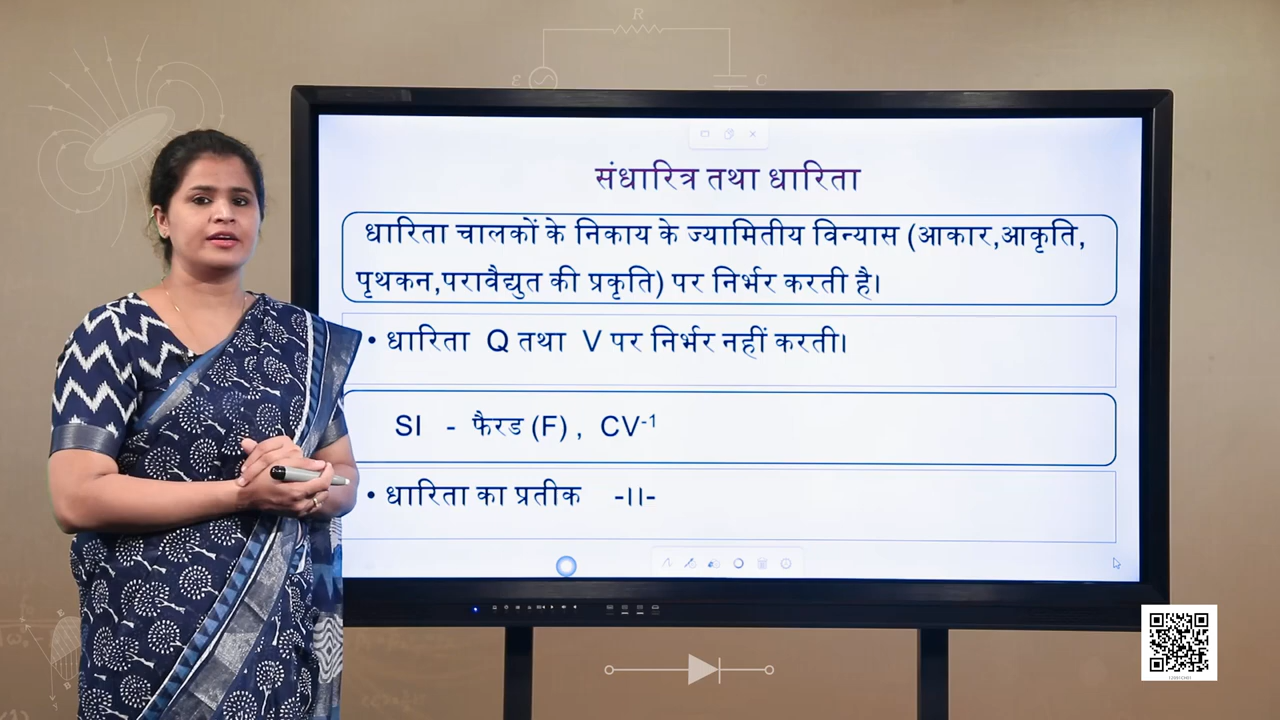 R
ε
C
संधारित्र तथा धारिता
धारिता चालकों के निकाय के ज्यामितीय विन्यास (आकार,आकृति,
पृथकन,परावैद्युत की प्रकृति) पर निर्भर करती है।
• धारिता Q तथा V पर निर्भर नहीं करती।
SI - फैरड (F) , CV⁻¹
• धारिता का प्रतीक -।।-
E
B